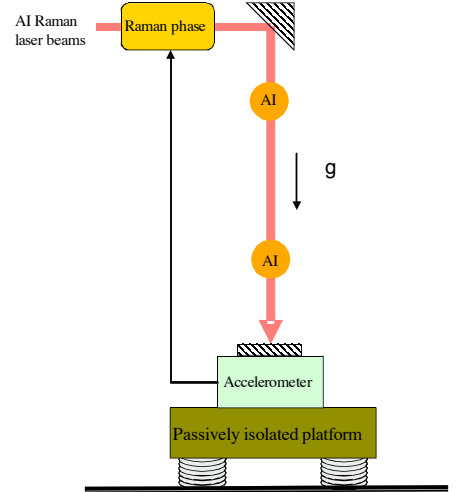 AI Raman
laser beams
Raman phase
AI
g
AI
Accelerometer
Passively isolated platform